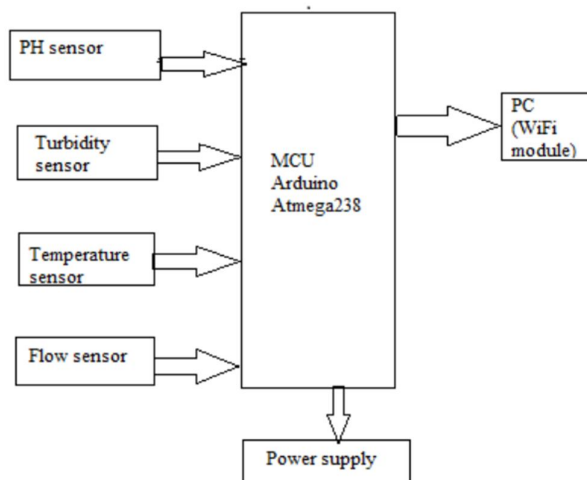 PH sensor
Turbidity
sensor
Temperature
sensor
Flow sensor
MCU
Arduino
Atmega238
PC
(WiFi
module)
Power supply